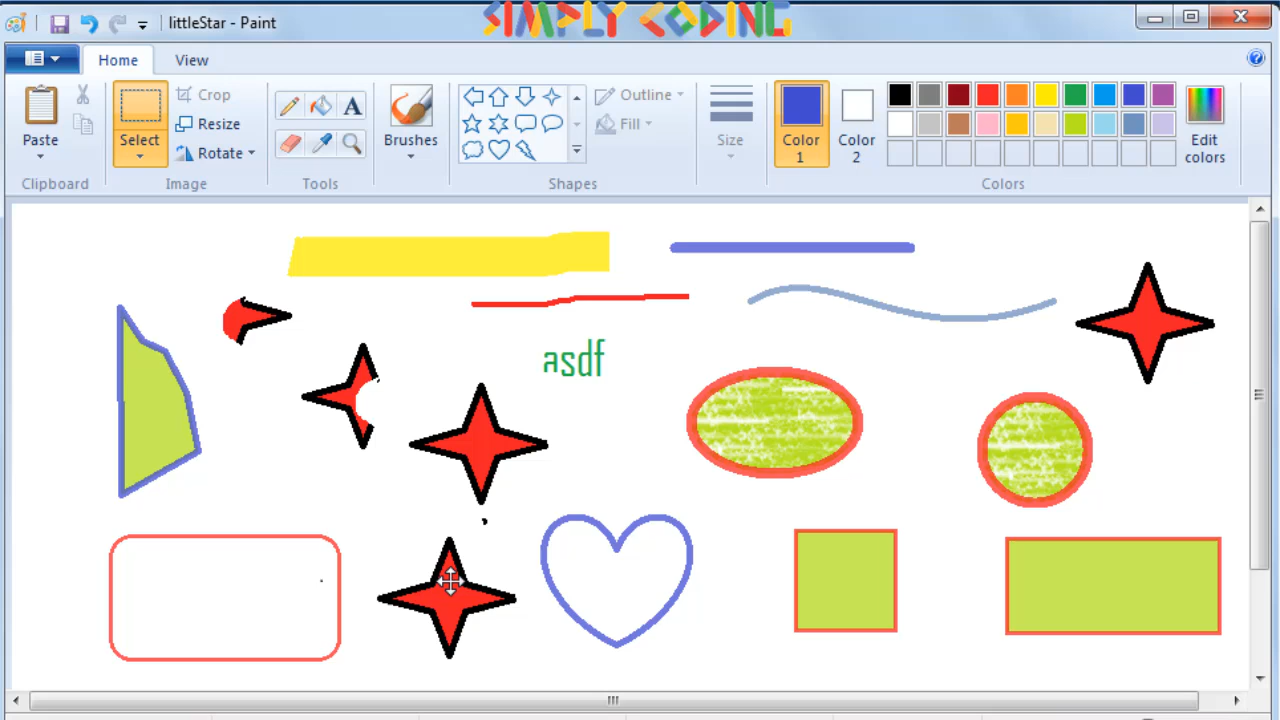 SIMPLY CODING
littleStar - Paint
Home
View
Paste
Clipboard
Select
Crop
Resize
Rotate
Image
A
Tools
Brushes
Outline
Fill
Shapes
Size
Color 1
Color 2
Edit colors
Colors
asdf